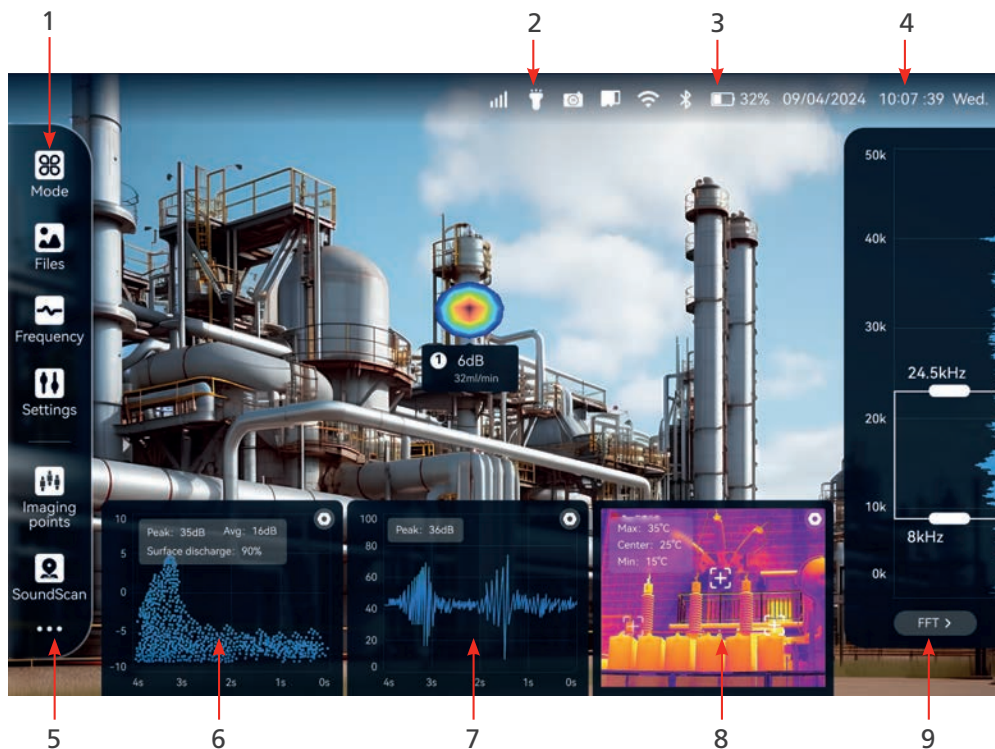 1
2
3
4
32% 09/04/2024 10:07 :39 Wed.
Mode
Files
Frequency
Settings
Imaging
points
SoundScan
1 6dB
32ml/min
50k
40k
30k
24.5kHz
20k
10k
8kHz
0k
FFT >
10
5
0
-5
-10
Peak: 35dB Avg: 16dB
Surface discharge: 90%
4s 3s 2s 1s 0s
100
80
60
40
20
0
Peak: 36dB
4s 3s 2s 1s 0s
Max: 35°C
Center: 25°C
Min: 15°C
5
6
7
8
9